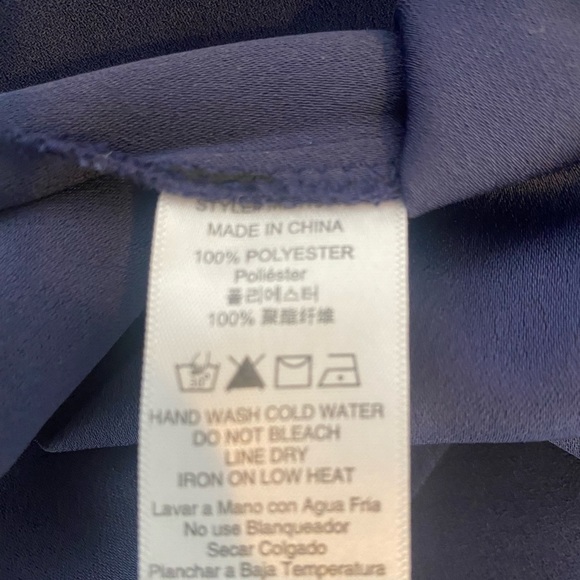 MADE IN CHINA
100% POLYESTER
Poliéster
폴리에스터
100% 聚酯纤维
30°
HAND WASH COLD WATER
DO NOT BLEACH
LINE DRY
IRON ON LOW HEAT
Lavar a Mano con Agua Fria
No use Blanqueador
Secar Colgado
Planchar a Baja Temperatura